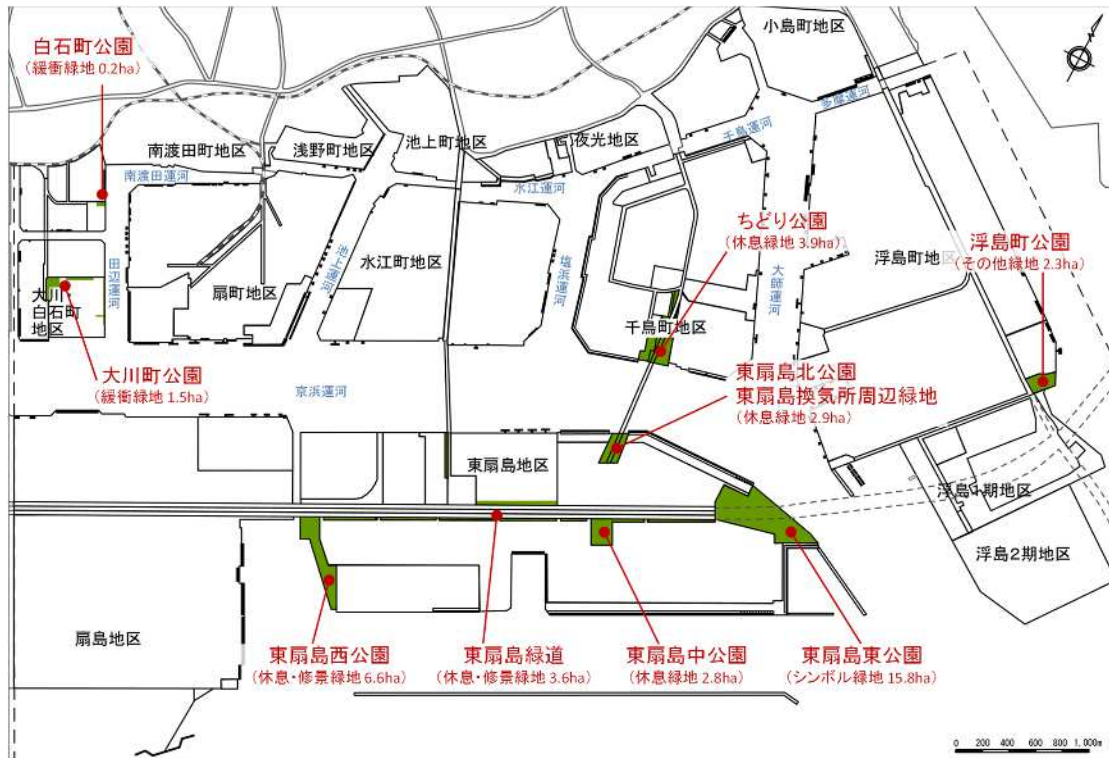 小島町地区
白石町公園
(緩衝緑地 0.2ha)
多摩運河
千鳥運河
夜光地区
池上町地区
浅野町地区
南渡田町地区
南渡田運河
水江運河
ちどり公園
(休息緑地 3.9ha)
浮島町公園
(その他緑地 2.3ha)
浮島町地区
大師運河
塩浜運河
池上運河
水江町地区
田辺運河
扇町地区
大川
白石町
地区
千鳥町地区
大川町公園
(緩衝緑地 1.5ha)
京浜運河
東扇島北公園
東扇島換気所周辺緑地
(休息緑地 2.9ha)
東扇島地区
浮島1期地区
浮島2期地区
扇島地区
東扇島西公園
(休息・修景緑地 6.6ha)
東扇島緑道
(休息・修景緑地 3.6ha)
東扇島中公園
(休息緑地 2.8ha)
東扇島東公園
(シンボル緑地 15.8ha)
0 200 400 600 800 1,000m